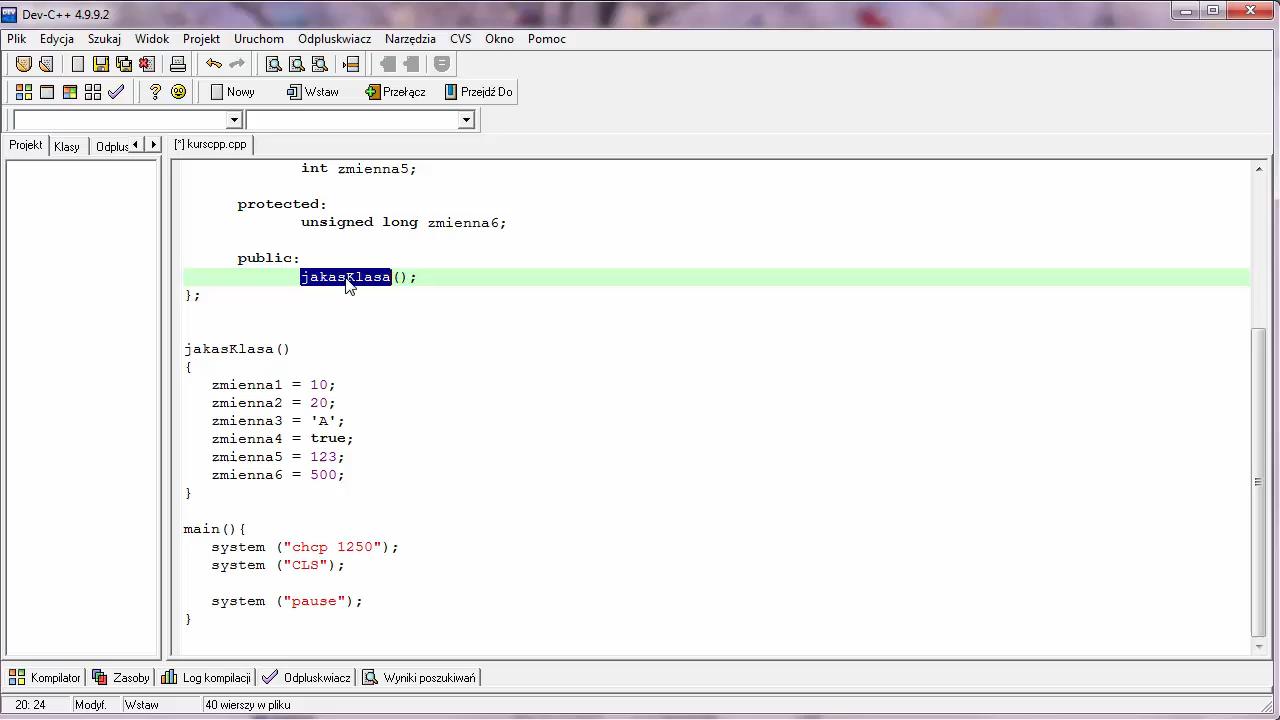 Dev-C++ 4.9.9.2
Plik Edycja Szukaj Widok Projekt Uruchom Odpluskwiacz Narzędzia CVS Okno Pomoc
Nowy Wstaw Przełącz Przejdź Do
Projekt Klasy Odplus [*] kurscpp.cpp
int zmienna5;
protected:
unsigned long zmienna6;
public:
jakasKlasa();
};
jakasKlasa()
{
zmienna1 = 10;
zmienna2 = 20;
zmienna3 = 'A';
zmienna4 = true;
zmienna5 = 123;
zmienna6 = 500;
}
main(){
system ("chcp 1250");
system ("CLS");
system ("pause");
}
Kompilator Zasoby Log kompilacji Odpluskwiacz Wyniki poszukiwań
20: 24 Modyf. Wstaw 40 wierszy w pliku